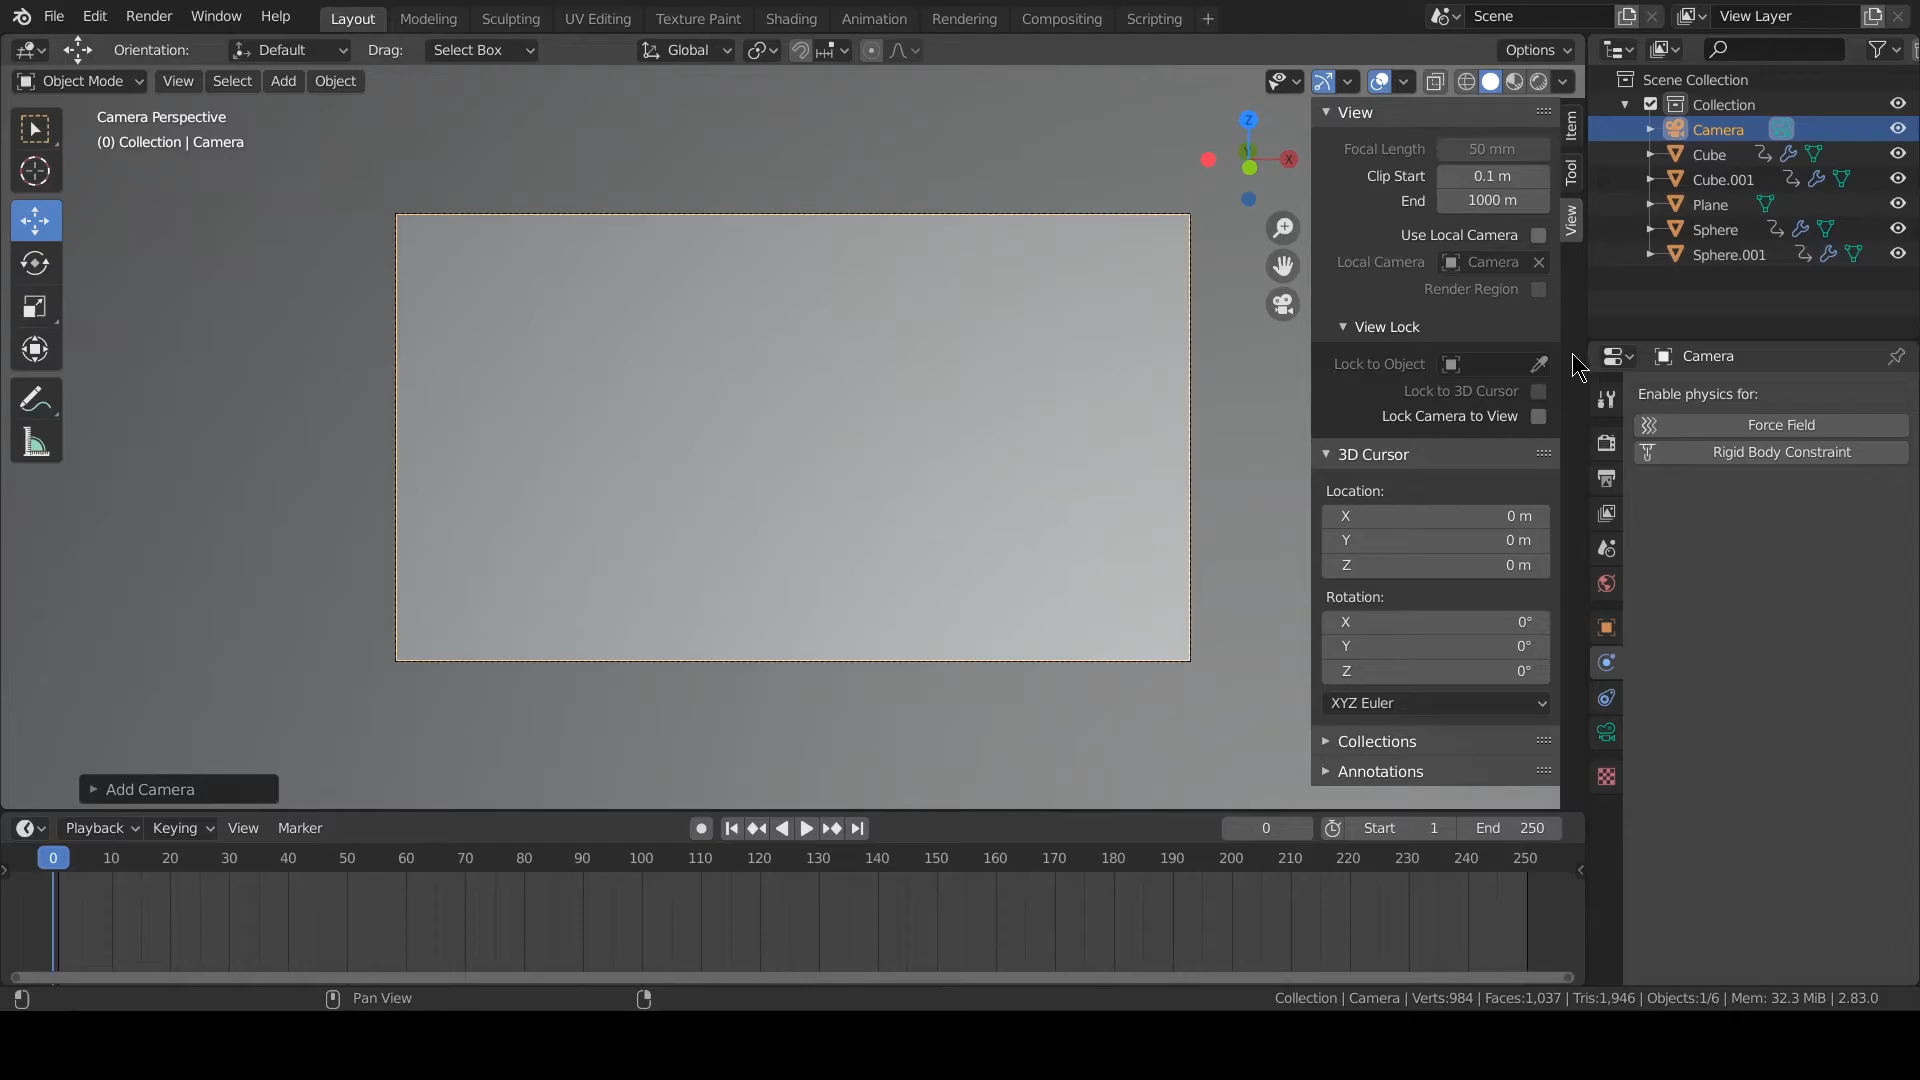 File Edit Render Window Help Layout Modeling Sculpting UV Editing Texture Paint Shading Animation Rendering Compositing Scripting + Scene View Layer
Orientation: Default Drag: Select Box Global Options
Object Mode View Select Add Object
Camera Perspective
(0) Collection | Camera
Z
X
View
Focal Length 50 mm
Clip Start 0.1 m
End 1000 m
Use Local Camera
Local Camera Camera
Render Region
View Lock
Lock to Object
Lock to 3D Cursor
Lock Camera to View
3D Cursor
Location:
X 0 m
Y 0 m
Z 0 m
Rotation:
X 0°
Y 0°
Z 0°
XYZ Euler
Collections
Annotations
Item
Tool
View
Scene Collection
Collection
Camera
Cube
Cube.001
Plane
Sphere
Sphere.001
Camera
Enable physics for:
Force Field
Rigid Body Constraint
Add Camera
Playback Keying View Marker 0 Start 1 End 250
0 10 20 30 40 50 60 70 80 90 100 110 120 130 140 150 160 170 180 190 200 210 220 230 240 250
Pan View
Collection | Camera | Verts:984 | Faces:1,037 | Tris:1,946 | Objects:1/6 | Mem: 32.3 MiB | 2.83.0